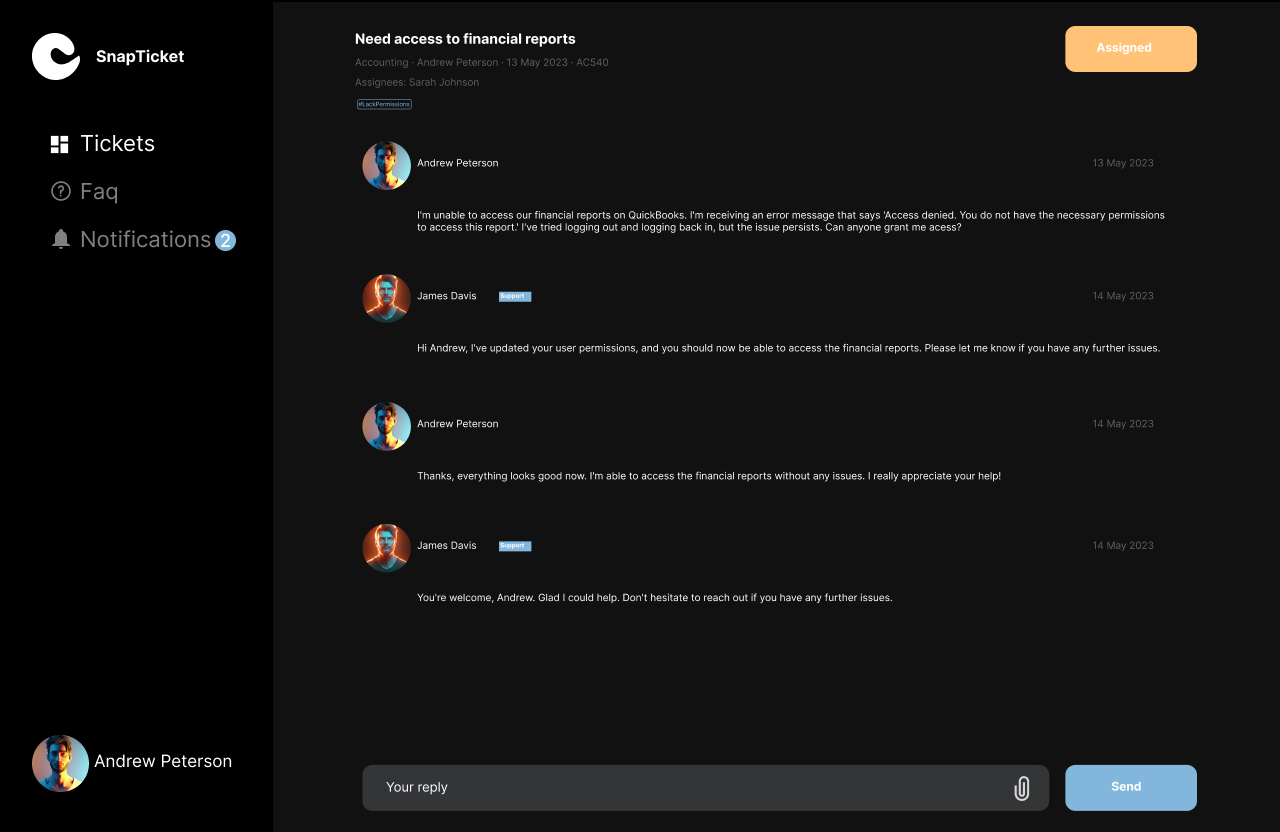 SnapTicket
Tickets
Faq
Notifications 2
Andrew Peterson
Need access to financial reports
Assigned
Accounting · Andrew Peterson · 13 May 2023 · AC540
Assignees: Sarah Johnson
#LackPermissions
Andrew Peterson 13 May 2023
I'm unable to access our financial reports on QuickBooks. I'm receiving an error message that says 'Access denied. You do not have the necessary permissions
to access this report.' I've tried logging out and logging back in, but the issue persists. Can anyone grant me acess?
James Davis Support 14 May 2023
Hi Andrew, I've updated your user permissions, and you should now be able to access the financial reports. Please let me know if you have any further issues.
Andrew Peterson 14 May 2023
Thanks, everything looks good now. I'm able to access the financial reports without any issues. I really appreciate your help!
James Davis Support 14 May 2023
You're welcome, Andrew. Glad I could help. Don't hesitate to reach out if you have any further issues.
Your reply
Send